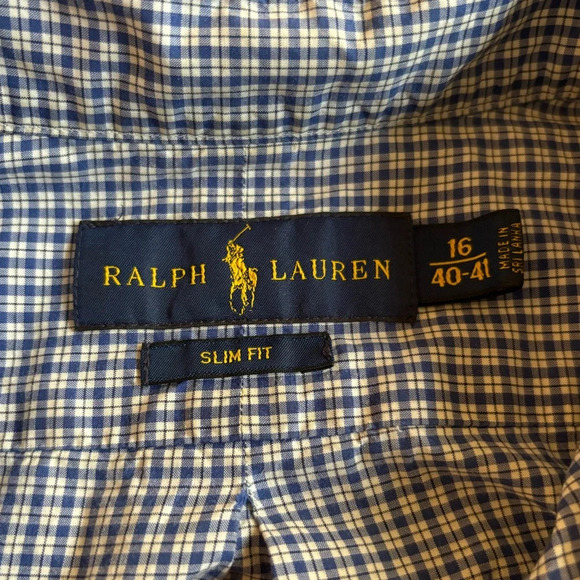 RALPH LAUREN
16
40-41
MADE IN
SRI LANKA
SLIM FIT